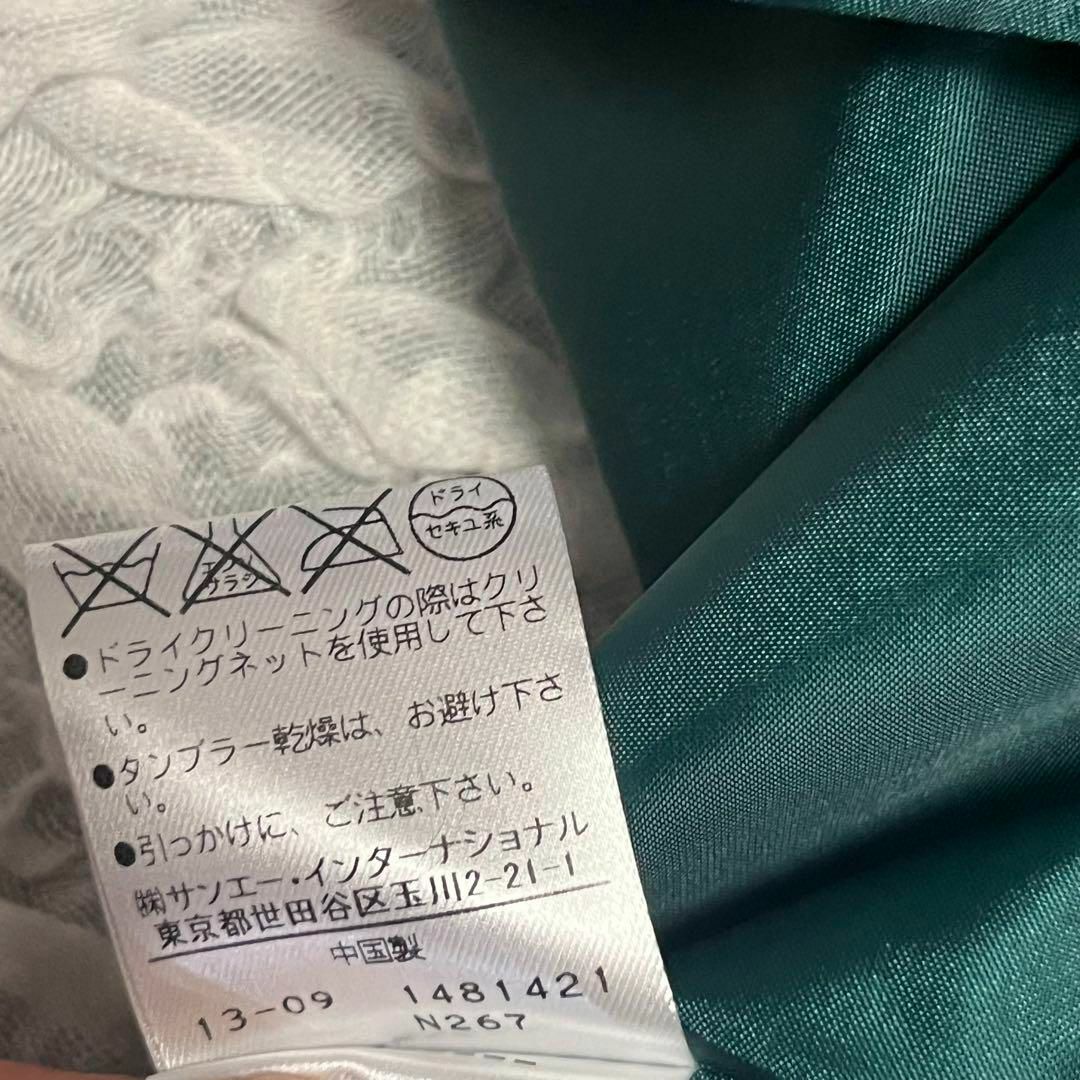 エンソ
サラシ
ドライ
セキユ系
●ドライクリーニングの際はクリ
ーニングネットを使用して下さ
い。
●タンブラー乾燥は、お避け下さ
い。
●引っかけに、ご注意下さい。
㈱サンエー・インターナショナル
東京都世田谷区玉川2-21-1
中国製
13-09 1481421
N267